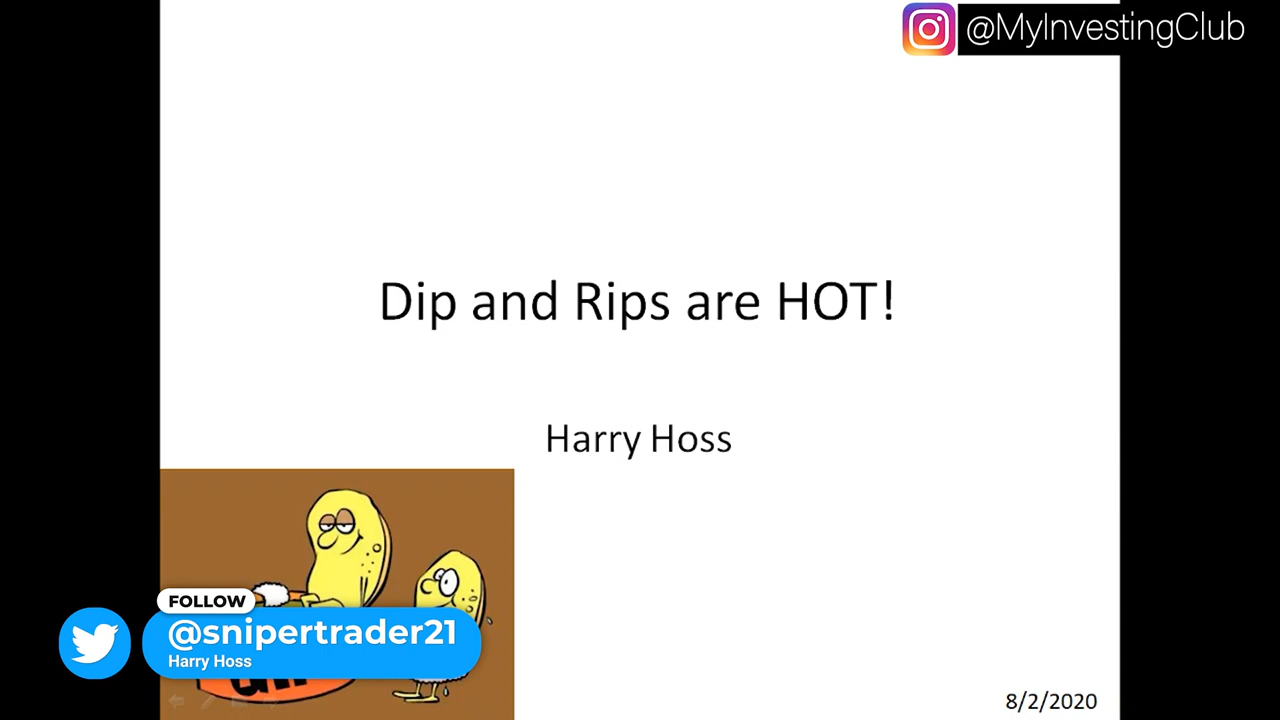 @MyInvestingClub
Dip and Rips are HOT!
Harry Hoss
FOLLOW
@snipertrader21
Harry Hoss
8/2/2020